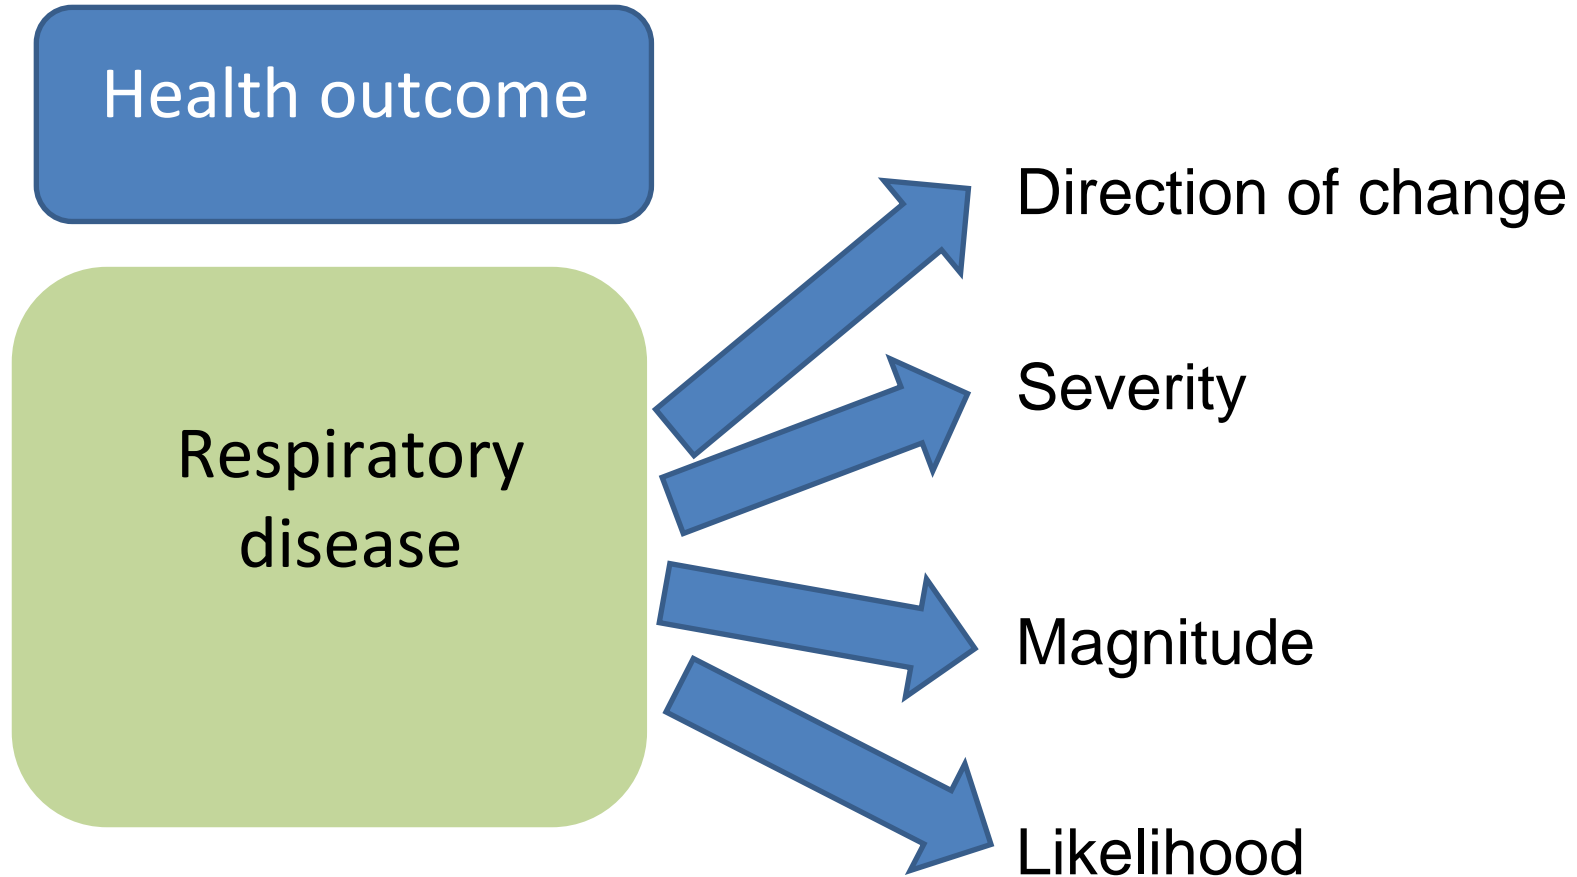 Health outcome
Respiratory
disease
Direction of change
Severity
Magnitude
Likelihood